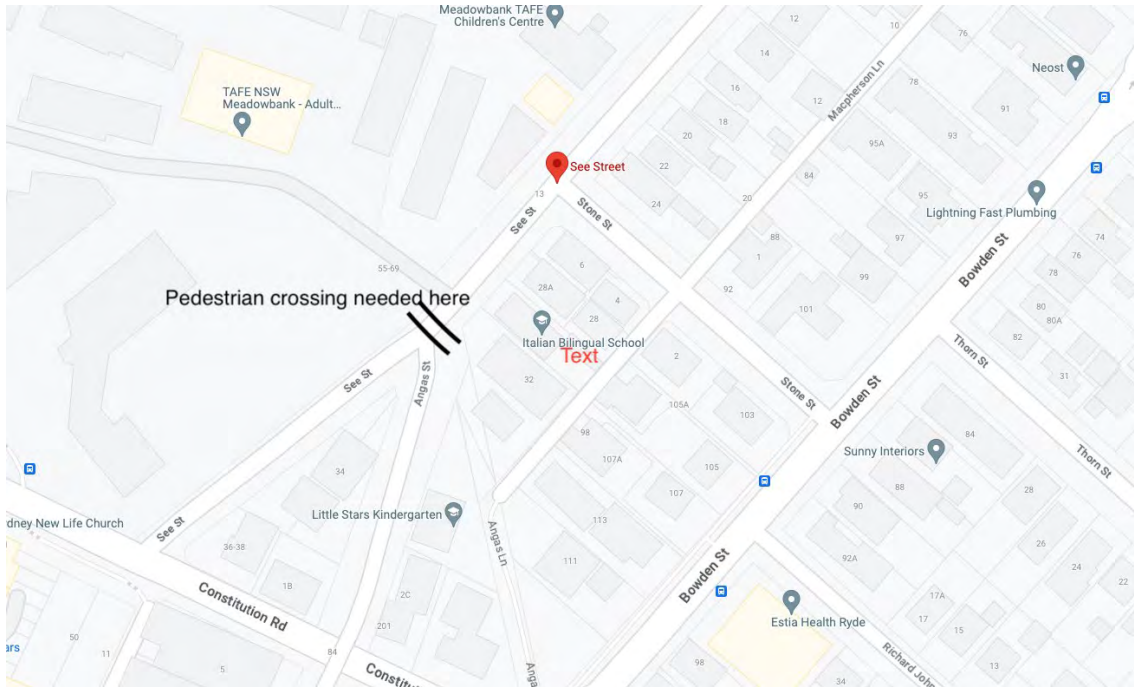 Meadowbank TAFE
Children's Centre
12
10
76
Neost
14
TAFE NSW
Meadowbank - Adult...
16
12
78
91
Macpherson Ln
18
20
95A
93
See Street
22
84
13
24
20
95
Lightning Fast Plumbing
See St
Stone St
97
88
74
1
Bowden St
78
76
55-69
6
99
28A
92
101
80
Pedestrian crossing needed here
4
28
80A
82
Italian Bilingual School
Text
2
Thorn St
See St
Angas St
32
Stone St
31
105A
103
Bowden St
98
84
Thorn St
107A
Sunny Interiors
34
105
88
28
107
90
Little Stars Kindergarten
113
dney New Life Church
See St
Angas Ln
36-38
26
111
92A
24
1B
Bowden St
22
Constitution Rd
2C
17A
Estia Health Ryde
17
201
15
50
ars
11
84
Richard John
5
Consti
Anga
98
34
13